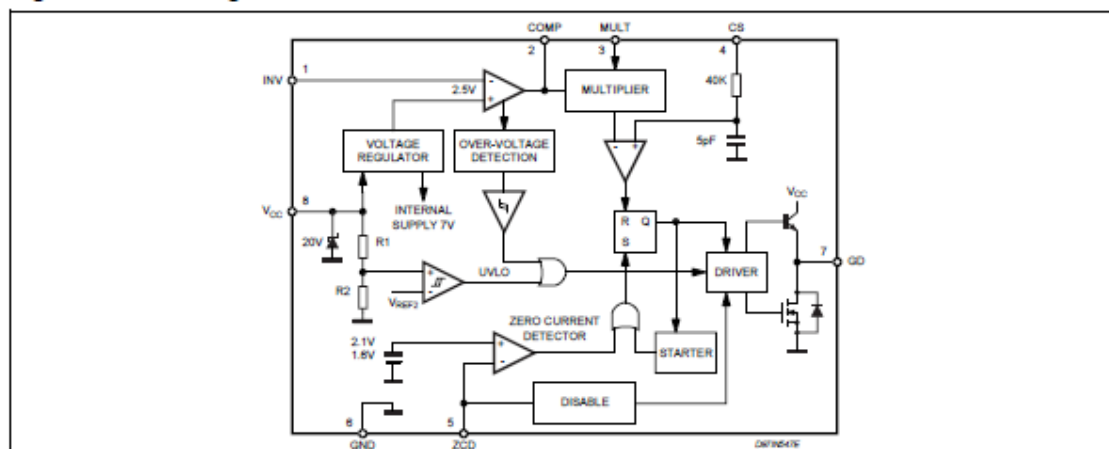 COMP MULT CS
2 3 4
1
INV
2.5V
-
+
MULTIPLIER
40K
5pF
VOLTAGE
REGULATOR
OVER-VOLTAGE
DETECTION
- +
8
VCC
INTERNAL
SUPPLY 7V
20V
R1
R2
R Q
S
VCC
7
GD
DRIVER
+
-
UVLO
VREF2
ZERO CURRENT
DETECTOR
2.1V
1.6V
+
-
STARTER
DISABLE
6 5
GND ZCD
D97IN547E